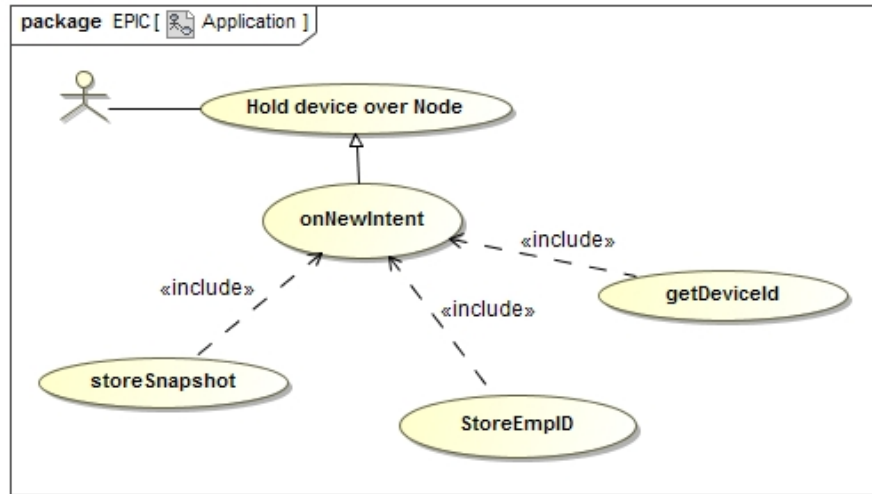 package EPIC [ Application ]
Hold device over Node
onNewIntent
«include»
«include»
«include»
getDeviceId
storeSnapshot
StoreEmpID